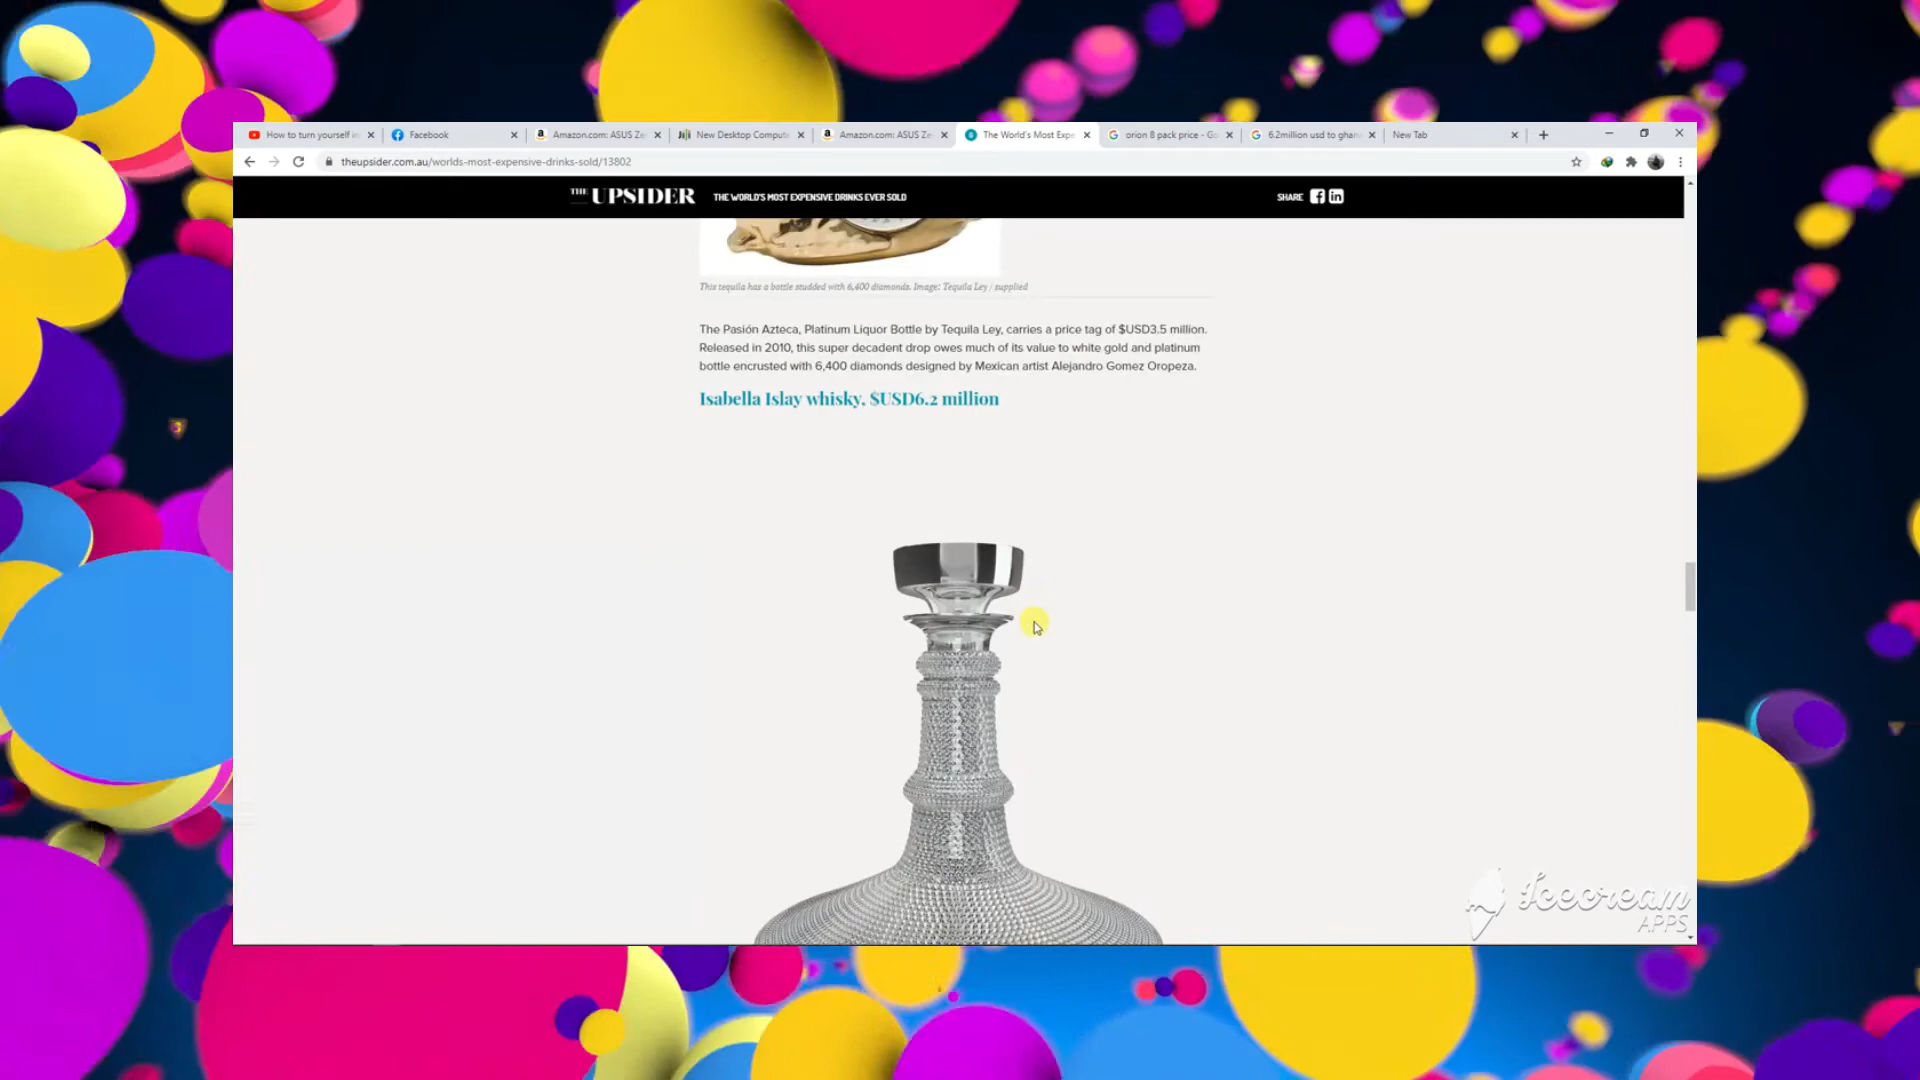 How to turn yourself in
Facebook
Amazon.com: ASUS Ze
New Desktop Compute
Amazon.com: ASUS Ze
The World's Most Expe
orion 8 pack price - Go
6.2million usd to ghana
New Tab
theupsider.com.au/worlds-most-expensive-drinks-sold/13802
THE UPSIDER
THE WORLD'S MOST EXPENSIVE DRINKS EVER SOLD
SHARE
This tequila has a bottle studded with 6,400 diamonds. Image: Tequila Ley / supplied
The Pasión Azteca, Platinum Liquor Bottle by Tequila Ley, carries a price tag of $USD3.5 million.
Released in 2010, this super decadent drop owes much of its value to white gold and platinum
bottle encrusted with 6,400 diamonds designed by Mexican artist Alejandro Gomez Oropeza.
Isabella Islay whisky, $USD6.2 million
Icecream
APPS